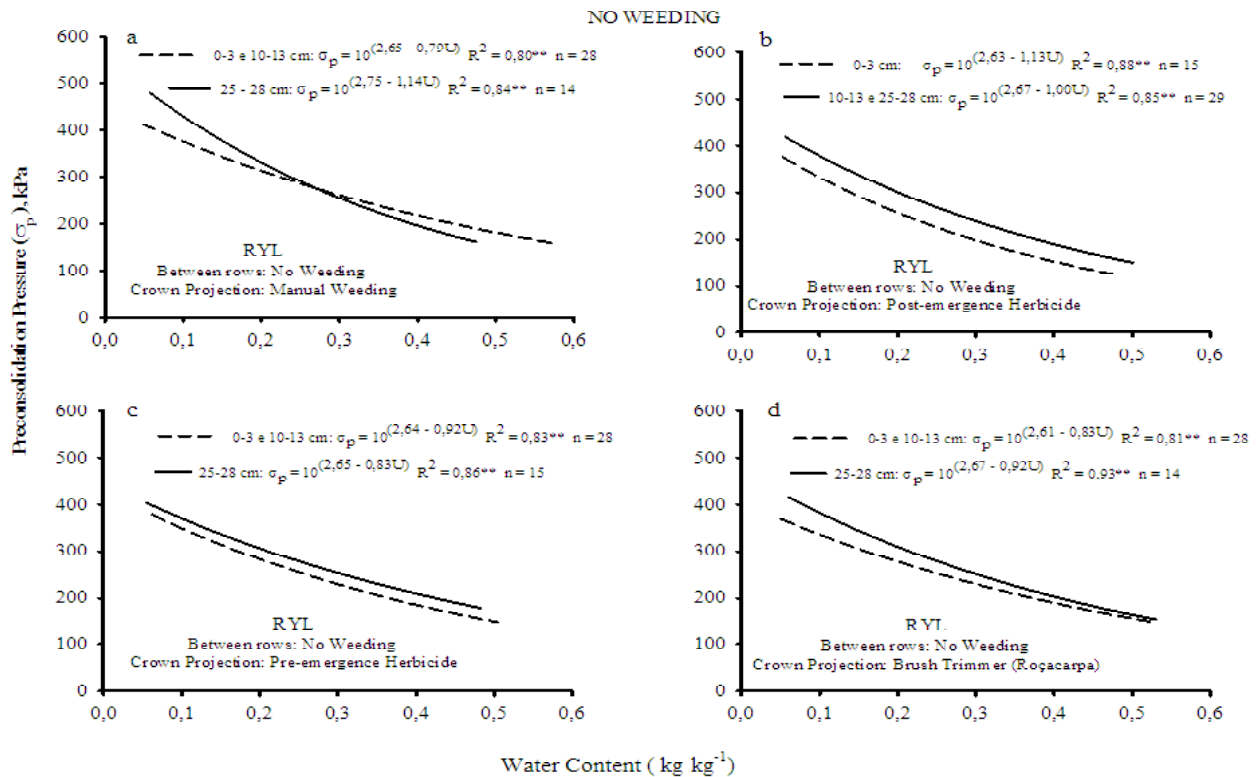 NO WEEDING
Preconsolidation Pressure (σp), kPa
a
0-3 e 10-13 cm: σp = 10^(2,65 - 0,79U) R² = 0,80** n = 28
25 - 28 cm: σp = 10^(2,75 - 1,14U) R² = 0,84** n = 14
600
500
400
300
200
100
0
RYL
Between rows: No Weeding
Crown Projection: Manual Weeding
0,0 0,1 0,2 0,3 0,4 0,5 0,6
b
0-3 cm: σp = 10^(2,63 - 1,13U) R² = 0,88** n = 15
10-13 e 25-28 cm: σp = 10^(2,67 - 1,00U) R² = 0,85** n = 29
600
500
400
300
200
100
0
RYL
Between rows: No Weeding
Crown Projection: Post-emergence Herbicide
0,0 0,1 0,2 0,3 0,4 0,5 0,6
c
0-3 e 10-13 cm: σp = 10^(2,64 - 0,92U) R² = 0,83** n = 28
25-28 cm: σp = 10^(2,65 - 0,83U) R² = 0,86** n = 15
600
500
400
300
200
100
0
RYL
Between rows: No Weeding
Crown Projection: Pre-emergence Herbicide
0,0 0,1 0,2 0,3 0,4 0,5 0,6
d
0-3 e 10-13 cm: σp = 10^(2,61 - 0,83U) R² = 0,81** n = 28
25-28 cm: σp = 10^(2,67 - 0,92U) R² = 0,93** n = 14
600
500
400
300
200
100
0
RYL
Between rows: No Weeding
Crown Projection: Brush Trimmer (Roçacarpa)
0,0 0,1 0,2 0,3 0,4 0,5 0,6
Water Content ( kg kg⁻¹)